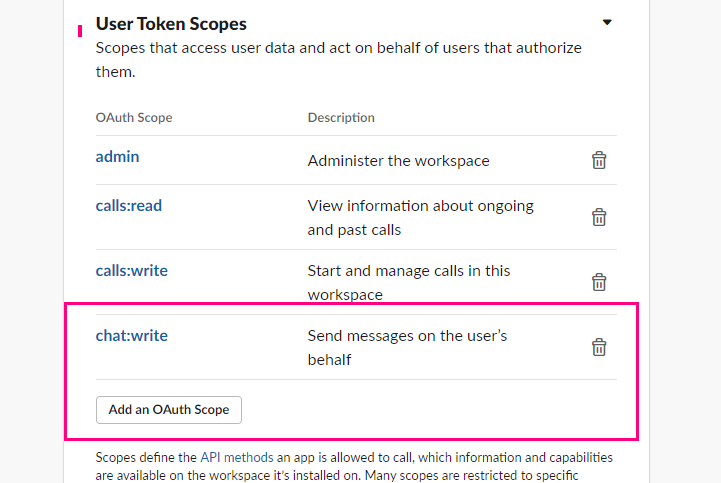 User Token Scopes
Scopes that access user data and act on behalf of users that authorize
them.
OAuth Scope Description
admin Administer the workspace
calls:read View information about ongoing
and past calls
calls:write Start and manage calls in this
workspace
chat:write Send messages on the user’s
behalf
Add an OAuth Scope
Scopes define the API methods an app is allowed to call, which information and capabilities
are available on the workspace it’s installed on. Many scopes are restricted to specific